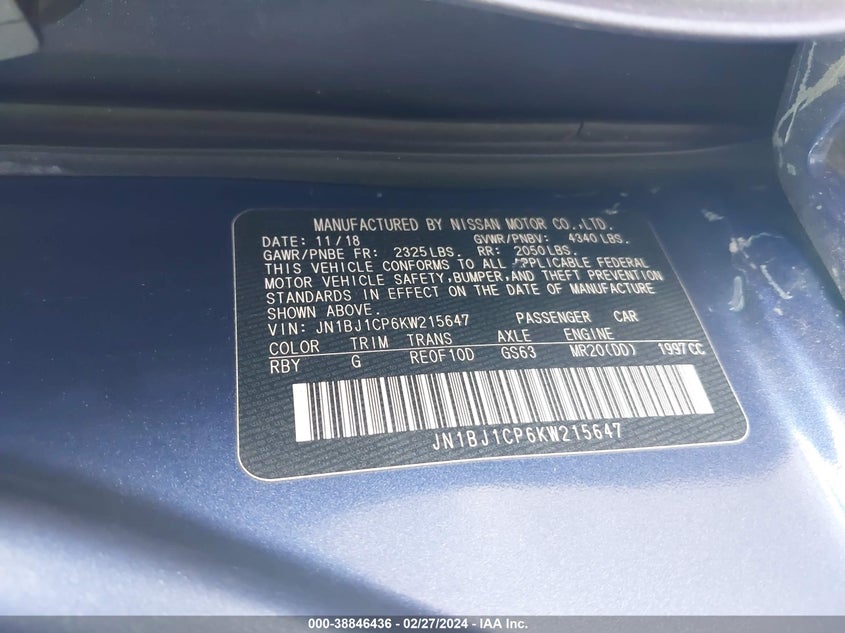 MANUFACTURED BY NISSAN MOTOR CO.,LTD.
DATE: 11/18 GVWR/PNBV: 4340 LBS.
GAWR/PNBE FR: 2325 LBS. RR: 2050 LBS.
THIS VEHICLE CONFORMS TO ALL APPLICABLE FEDERAL
MOTOR VEHICLE SAFETY,BUMPER,AND THEFT PREVENTION
STANDARDS IN EFFECT ON THE DATE OF MANUFACTURE
SHOWN ABOVE.
VIN: JN1BJ1CP6KW215647 PASSENGER CAR
COLOR TRIM TRANS AXLE ENGINE
RBY G RE0F10D GS63 MR20(DD) 1997CC
JN1BJ1CP6KW215647
000-38846436 - 02/27/2024 - IAA Inc.